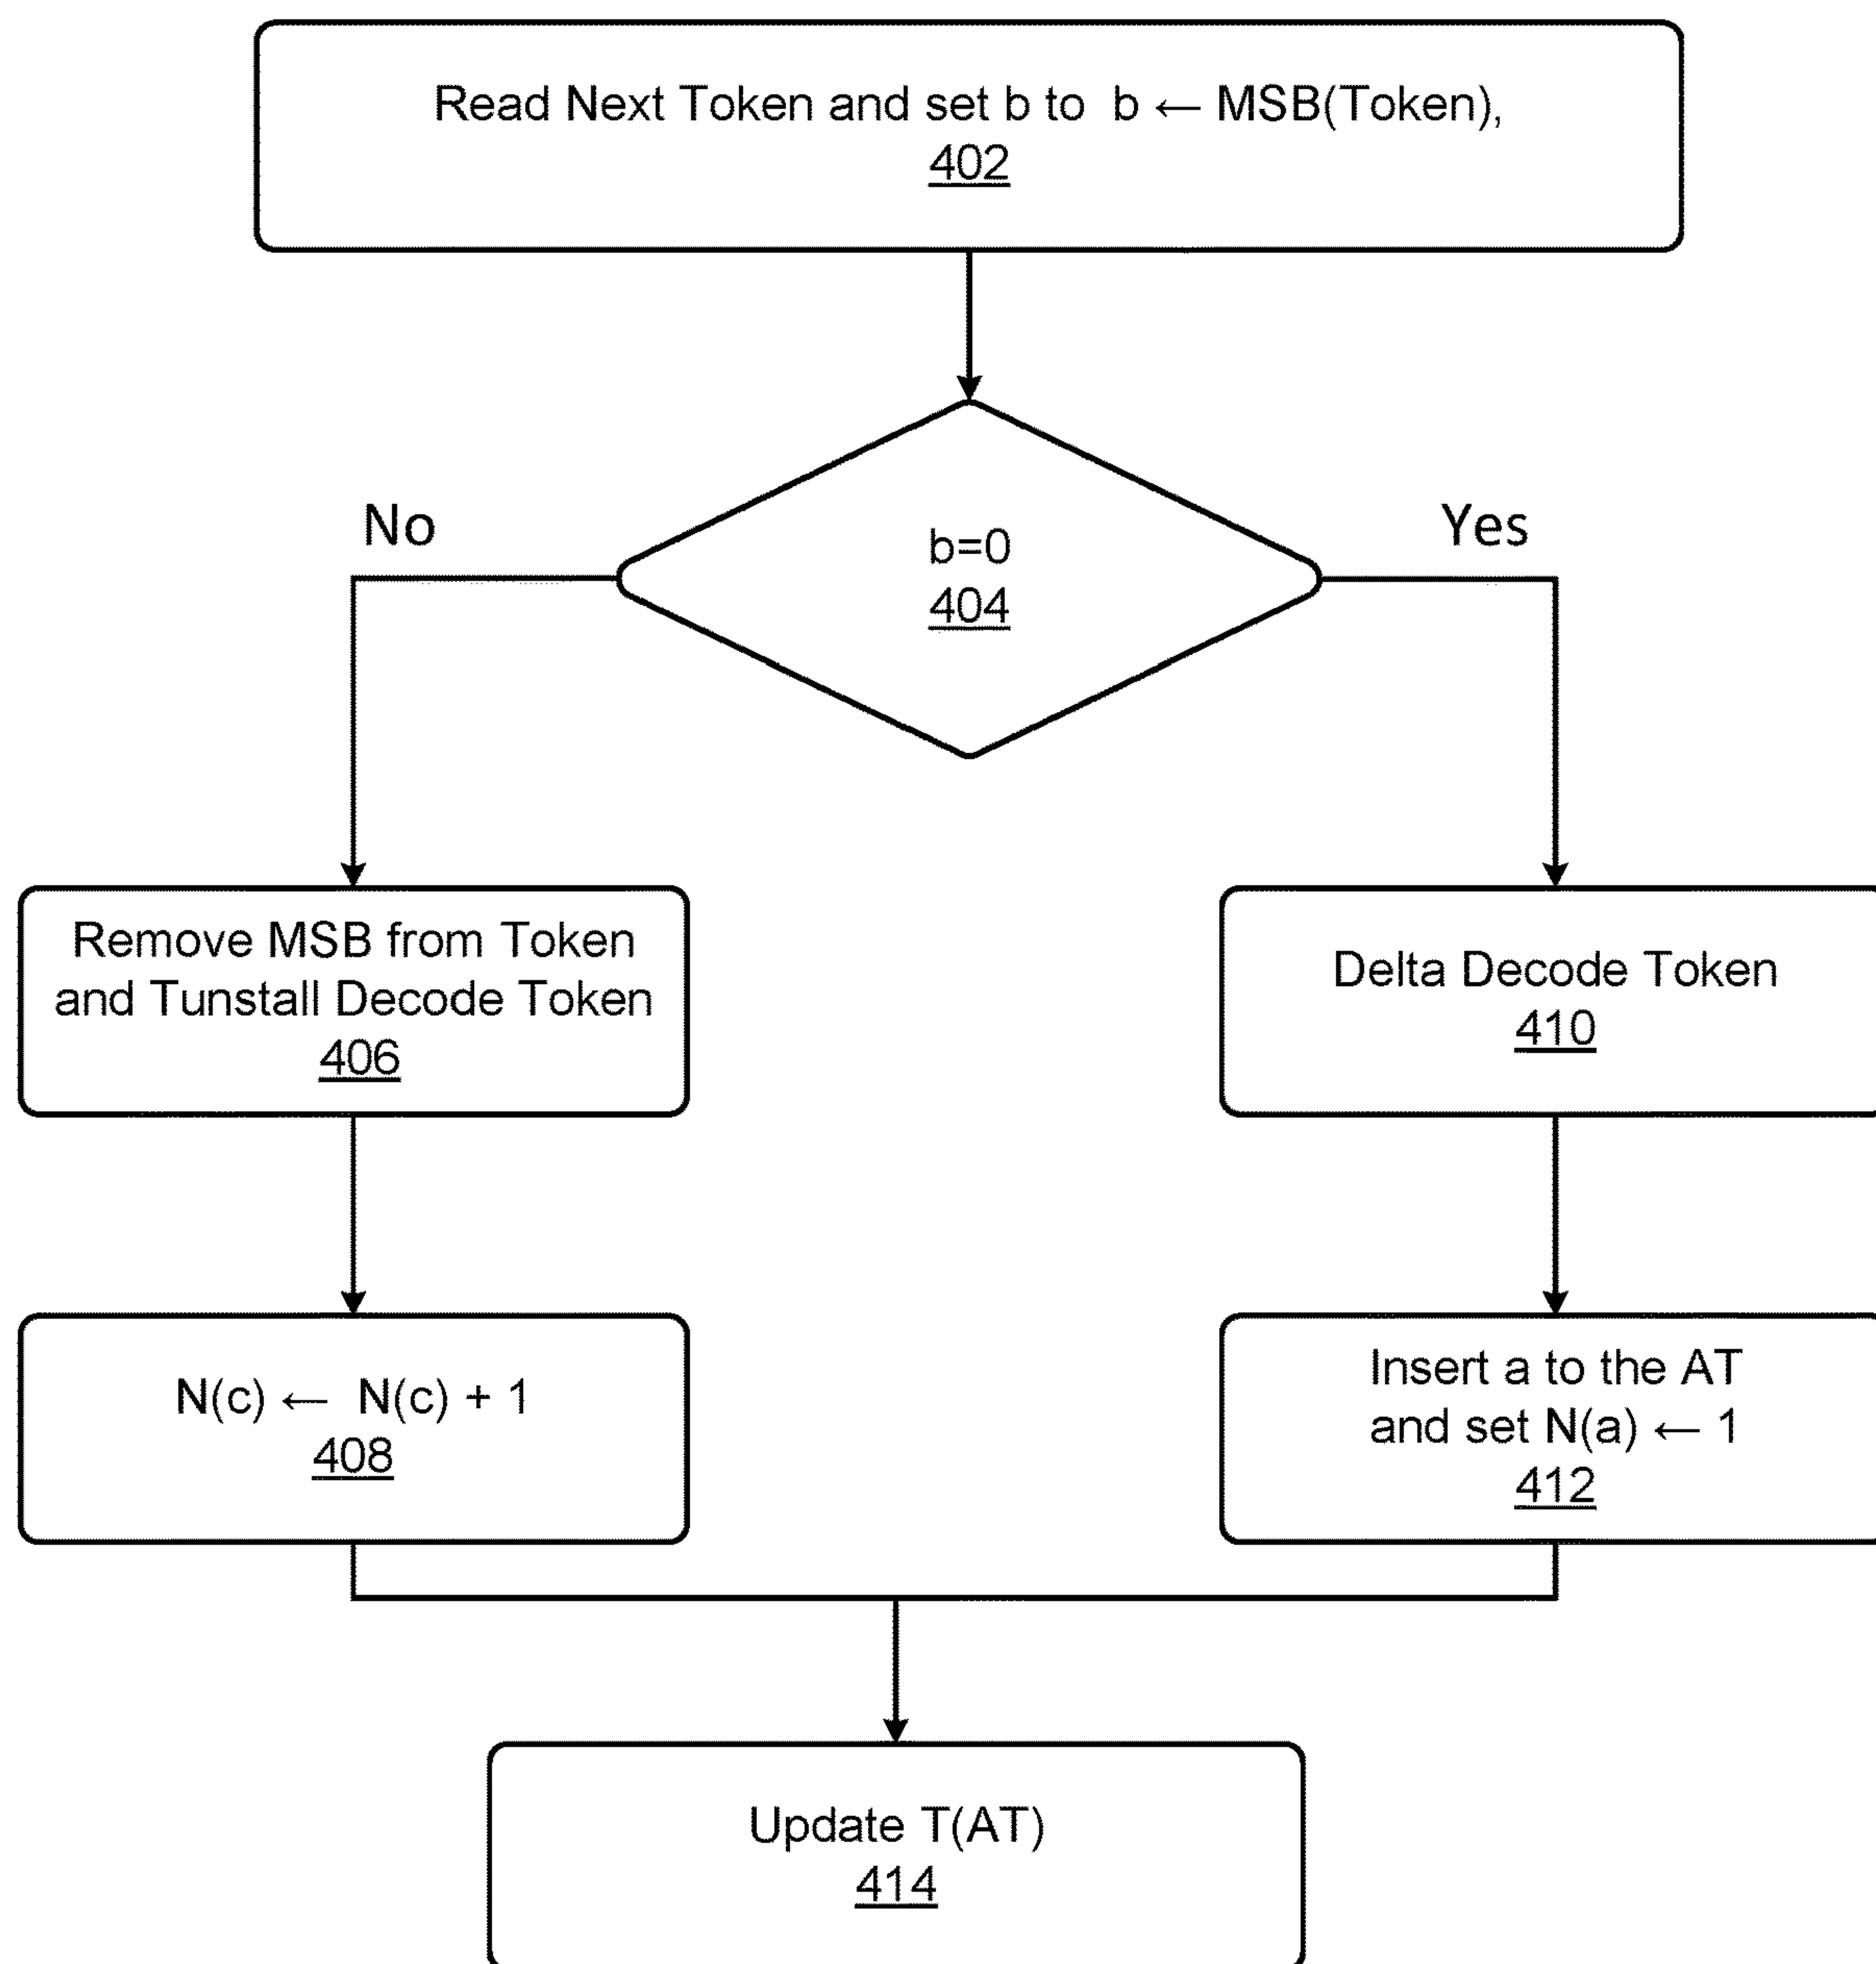 Read Next Token and set b to b ← MSB(Token),
402
No
Yes
b=0
404
Remove MSB from Token
and Tunstall Decode Token
406
Delta Decode Token
410
N(c) ← N(c) + 1
408
Insert a to the AT
and set N(a) ← 1
412
Update T(AT)
414